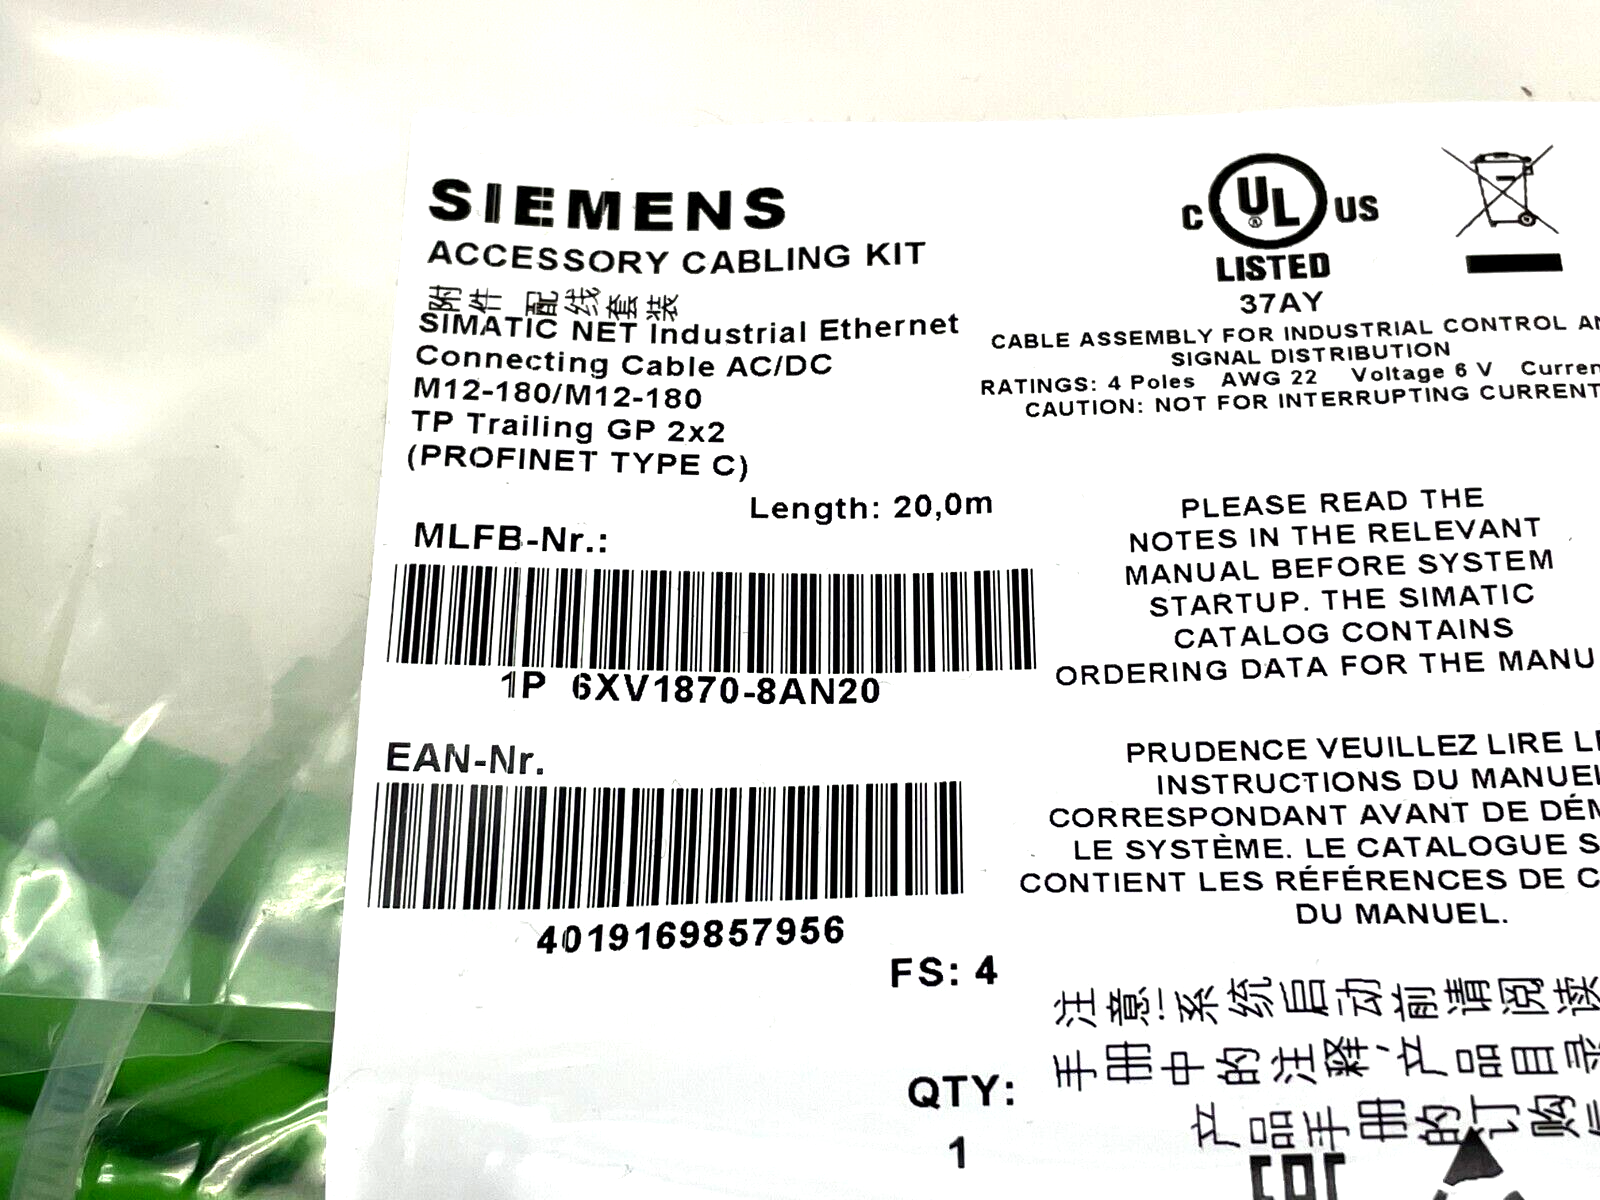 SIEMENS
ACCESSORY CABLING KIT
附件 配线套装
SIMATIC NET Industrial Ethernet
Connecting Cable AC/DC
M12-180/M12-180
TP Trailing GP 2x2
(PROFINET TYPE C)
Length: 20,0m
MLFB-Nr.:
1P 6XV1870-8AN20
EAN-Nr.
4019169857956
FS: 4
QTY:
1
C UL® US
LISTED
37AY
CABLE ASSEMBLY FOR INDUSTRIAL CONTROL AN
SIGNAL DISTRIBUTION
RATINGS: 4 Poles AWG 22 Voltage 6 V Curren
CAUTION: NOT FOR INTERRUPTING CURRENT
PLEASE READ THE
NOTES IN THE RELEVANT
MANUAL BEFORE SYSTEM
STARTUP. THE SIMATIC
CATALOG CONTAINS
ORDERING DATA FOR THE MANU
PRUDENCE VEUILLEZ LIRE LE
INSTRUCTIONS DU MANUEL
CORRESPONDANT AVANT DE DÉM
LE SYSTÈME. LE CATALOGUE S
CONTIENT LES RÉFÉRENCES DE C
DU MANUEL.
注意!系统启动前请阅读
手册中的注释,产品目录
产品手册的订购
EAC